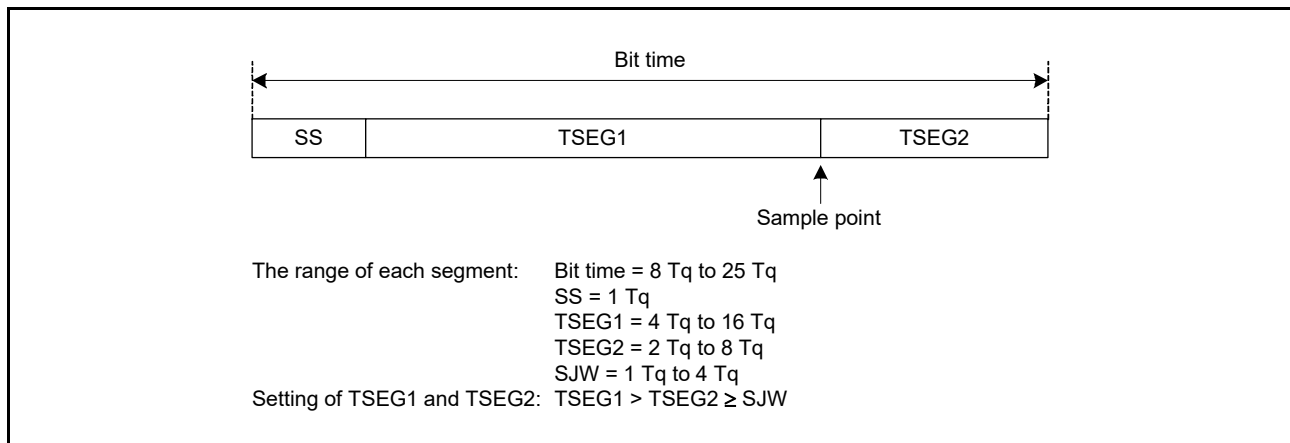 Bit time
SS TSEG1 TSEG2
Sample point
The range of each segment: Bit time = 8 Tq to 25 Tq
SS = 1 Tq
TSEG1 = 4 Tq to 16 Tq
TSEG2 = 2 Tq to 8 Tq
SJW = 1 Tq to 4 Tq
Setting of TSEG1 and TSEG2: TSEG1 > TSEG2 ≥ SJW